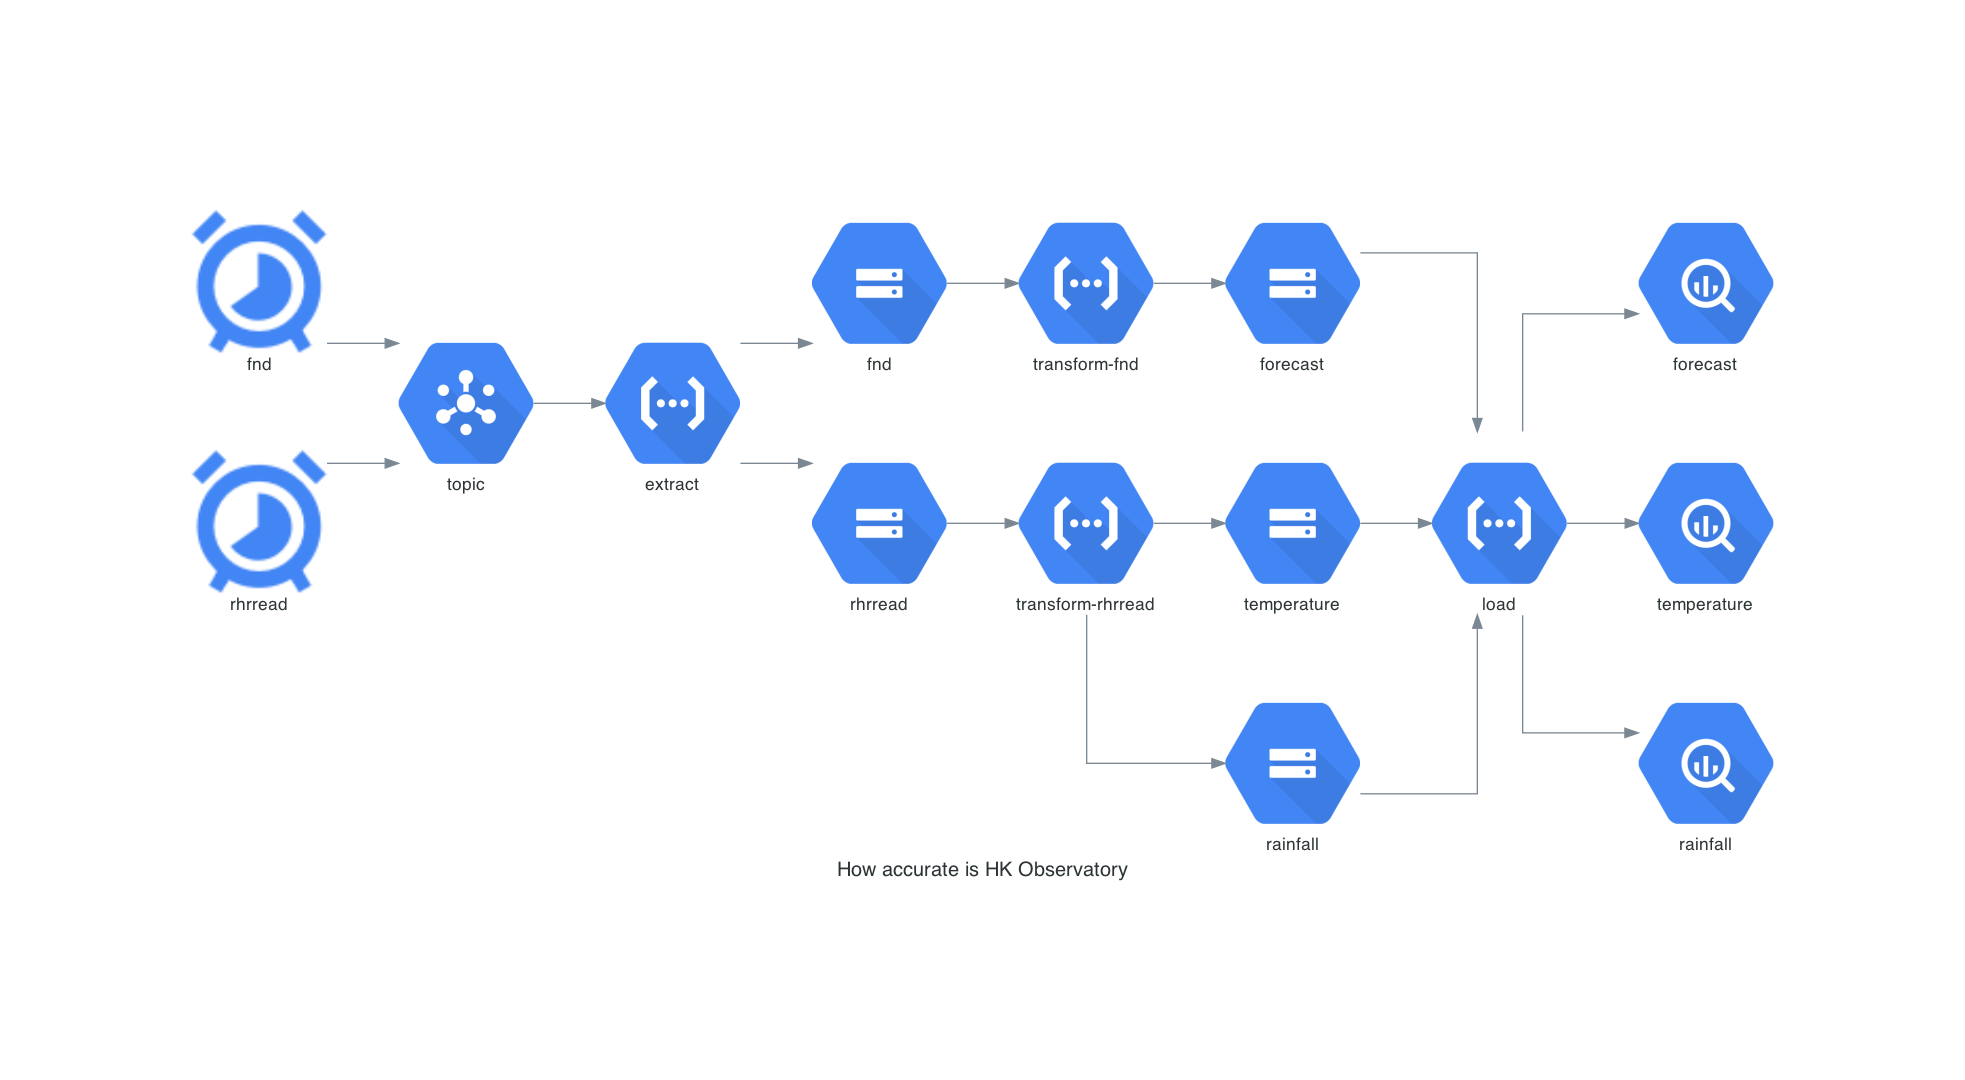 fnd
fnd
transform-fnd
forecast
forecast
topic
extract
rhrread
rhrread
transform-rhrread
temperature
load
temperature
rainfall
rainfall
How accurate is HK Observatory